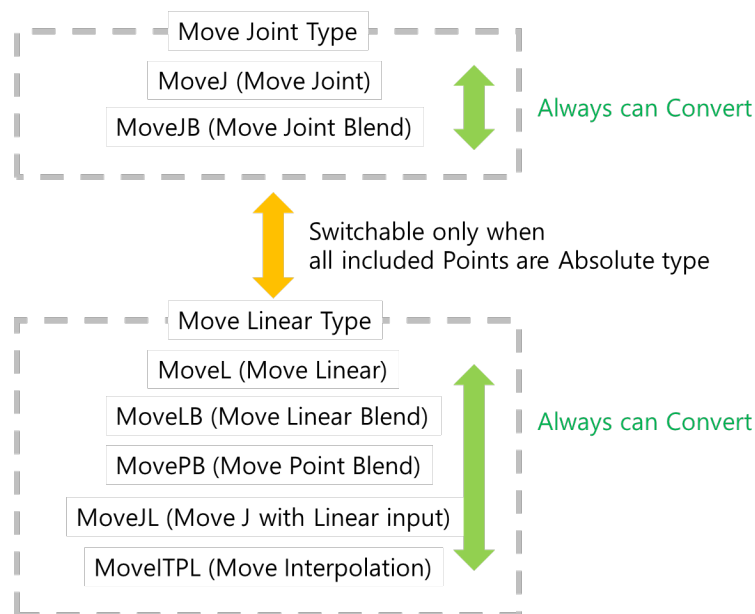 Move Joint Type
MoveJ (Move Joint)
MoveJB (Move Joint Blend)
Always can Convert
Switchable only when
all included Points are Absolute type
Move Linear Type
MoveL (Move Linear)
MoveLB (Move Linear Blend)
Always can Convert
MovePB (Move Point Blend)
MoveJL (Move J with Linear input)
MoveITPL (Move Interpolation)